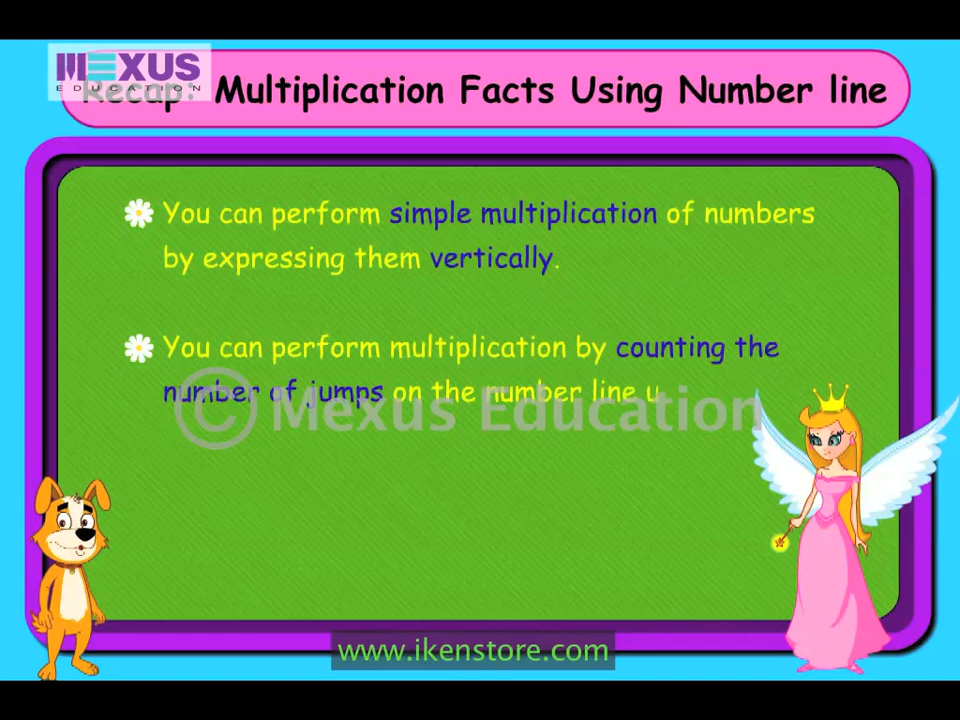 MEXUS
EDUCATION
Recap: Multiplication Facts Using Number line
You can perform simple multiplication of numbers
by expressing them vertically.
You can perform multiplication by counting the
number of jumps on the number line u
© Mexus Education
www.ikenstore.com